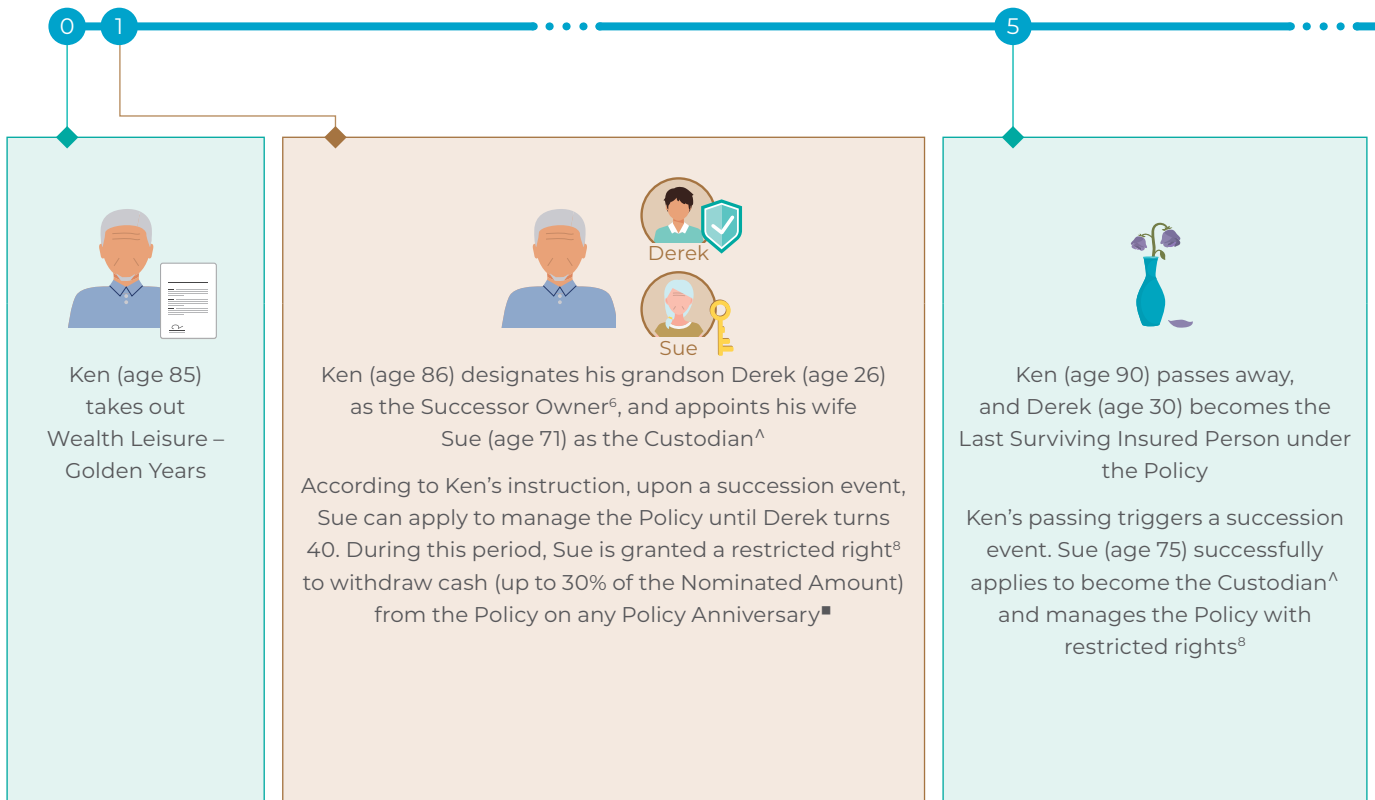 0
1
5
Ken (age 85)
takes out
Wealth Leisure –
Golden Years
Derek
Sue
Ken (age 86) designates his grandson Derek (age 26)
as the Successor Owner⁶, and appoints his wife
Sue (age 71) as the Custodian^
According to Ken’s instruction, upon a succession event,
Sue can apply to manage the Policy until Derek turns
40. During this period, Sue is granted a restricted right⁸
to withdraw cash (up to 30% of the Nominated Amount)
from the Policy on any Policy Anniversary■
Ken (age 90) passes away,
and Derek (age 30) becomes the
Last Surviving Insured Person under
the Policy
Ken’s passing triggers a succession
event. Sue (age 75) successfully
applies to become the Custodian^
and manages the Policy with
restricted rights⁸